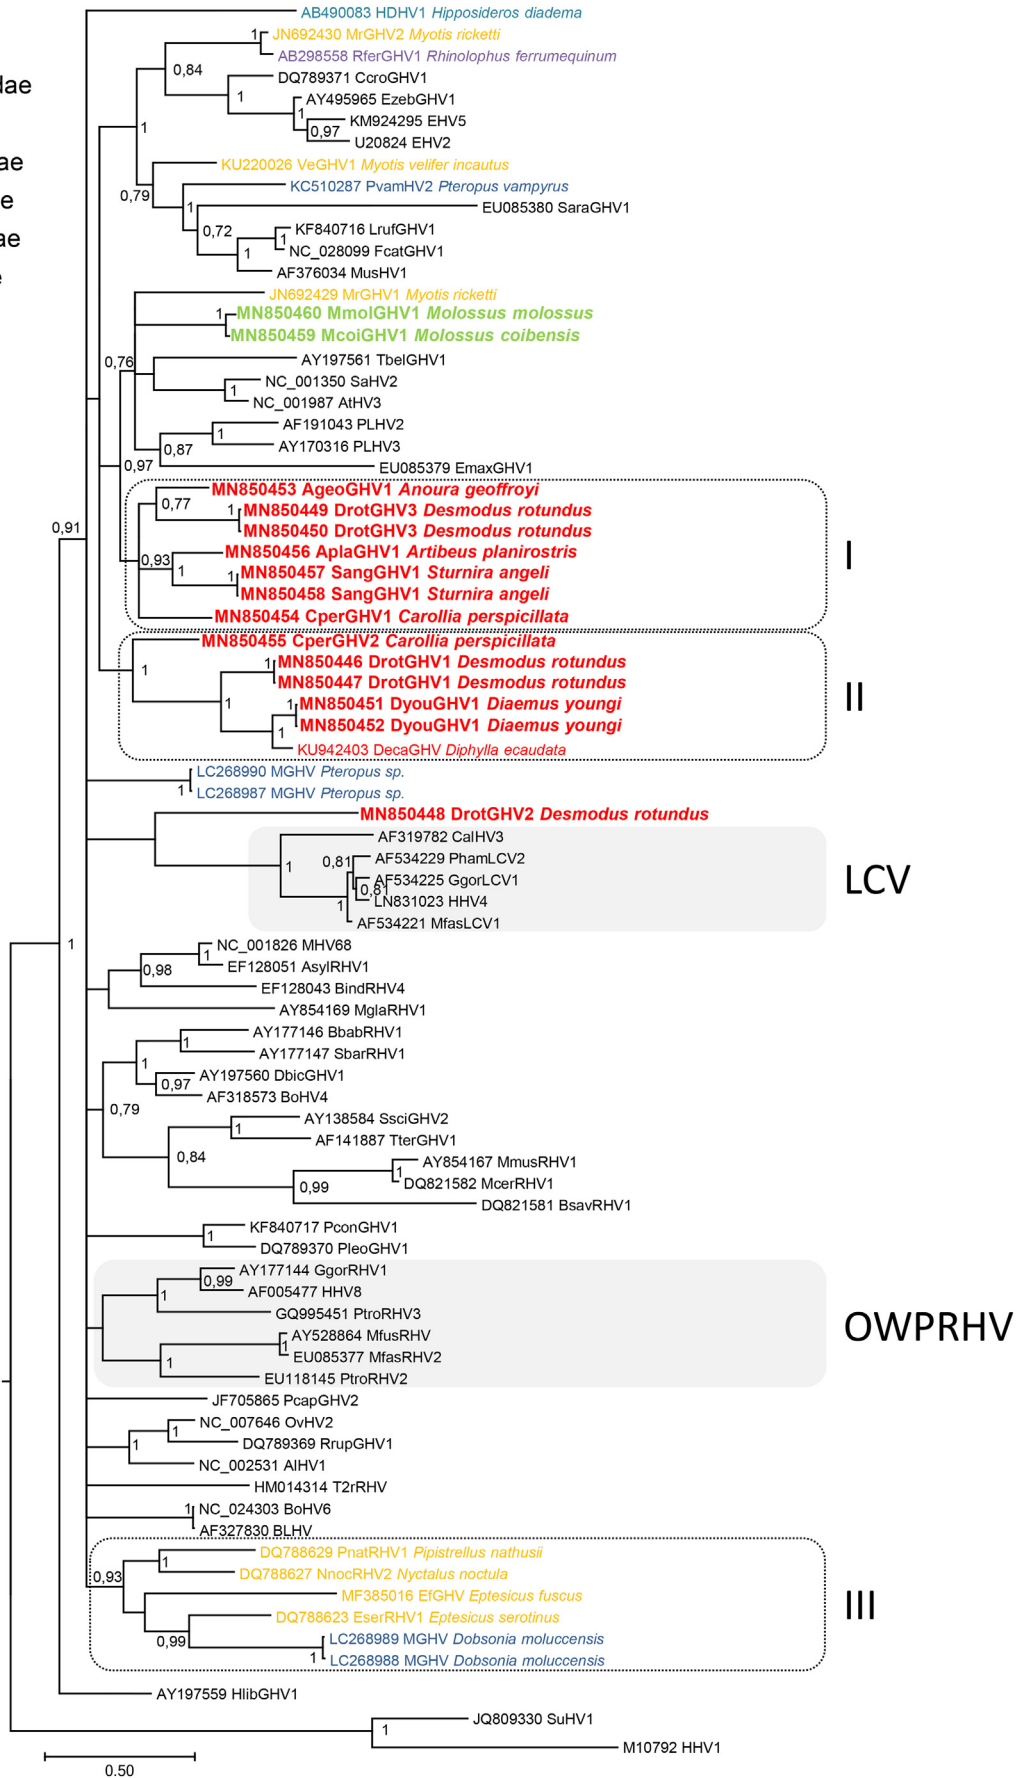 AB490083 HDHV1 Hipposideros diadema
JN692430 MrGHV2 Myotis ricketti
1
AB298558 RferGHV1 Rhinolophus ferrumequinum
0,84
dae
DQ789371 CcroGHV1
1
AY495965 EzebGHV1
1
KM924295 EHV5
1
0,97
U20824 EHV2
ae
KU220026 VeGHV1 Myotis velifer incautus
KC510287 PvamHV2 Pteropus vampyrus
0,79
e
1
EU085380 SaraGHV1
0,72
KF840716 LrufGHV1
ae
1
NC_028099 FcatGHV1
1
AF376034 MusHV1
e
JN692429 MrGHV1 Myotis ricketti
1
MN850460 MmolGHV1 Molossus molossus
MN850459 McoiGHV1 Molossus coibensis
0,76
AY197561 TbelGHV1
NC_001350 SaHV2
1
NC_001987 AtHV3
AF191043 PLHV2
1
AY170316 PLHV3
0,87
0,97
EU085379 EmaxGHV1
MN850453 AgeoGHV1 Anoura geoffroyi
0,77
1
MN850449 DrotGHV3 Desmodus rotundus
0,91
MN850450 DrotGHV3 Desmodus rotundus
MN850456 AplaGHV1 Artibeus planirostris
I
0,93
1
1
MN850457 SangGHV1 Sturnira angeli
MN850458 SangGHV1 Sturnira angeli
MN850454 CperGHV1 Carollia perspicillata
MN850455 CperGHV2 Carollia perspicillata
1
1
MN850446 DrotGHV1 Desmodus rotundus
MN850447 DrotGHV1 Desmodus rotundus
II
1
1
MN850451 DyouGHV1 Diaemus youngi
MN850452 DyouGHV1 Diaemus youngi
1
KU942403 DecaGHV Diphylla ecaudata
LC268990 MGHV Pteropus sp.
1
LC268987 MGHV Pteropus sp.
MN850448 DrotGHV2 Desmodus rotundus
AF319782 CalHV3
1
0,81
AF534229 PhamLCV2
AF534225 GgorLCV1
LCV
0,81
LN831023 HHV4
1
AF534221 MfasLCV1
1
NC_001826 MHV68
1
EF128051 AsylRHV1
0,98
EF128043 BindRHV4
AY854169 MglaRHV1
AY177146 BbabRHV1
1
AY177147 SbarRHV1
1
AY197560 DbicGHV1
0,97
AF318573 BoHV4
0,79
AY138584 SsciGHV2
1
AF141887 TterGHV1
0,84
AY854167 MmusRHV1
1
DQ821582 McerRHV1
0,99
DQ821581 BsavRHV1
KF840717 PconGHV1
1
DQ789370 PleoGHV1
AY177144 GgorRHV1
0,99
AF005477 HHV8
1
GQ995451 PtroRHV3
OWPRHV
AY528864 MfusRHV
1
EU085377 MfasRHV2
1
EU118145 PtroRHV2
JF705865 PcapGHV2
NC_007646 OvHV2
1
DQ789369 RrupGHV1
1
NC_002531 AlHV1
HM014314 T2rRHV
1
NC_024303 BoHV6
AF327830 BLHV
DQ788629 PnatRHV1 Pipistrellus nathusii
1
DQ788627 NnocRHV2 Nyctalus noctula
0,93
MF385016 EfGHV Eptesicus fuscus
III
DQ788623 EserRHV1 Eptesicus serotinus
0,99
LC268989 MGHV Dobsonia moluccensis
1
LC268988 MGHV Dobsonia moluccensis
AY197559 HlibGHV1
JQ809330 SuHV1
1
M10792 HHV1
0.50